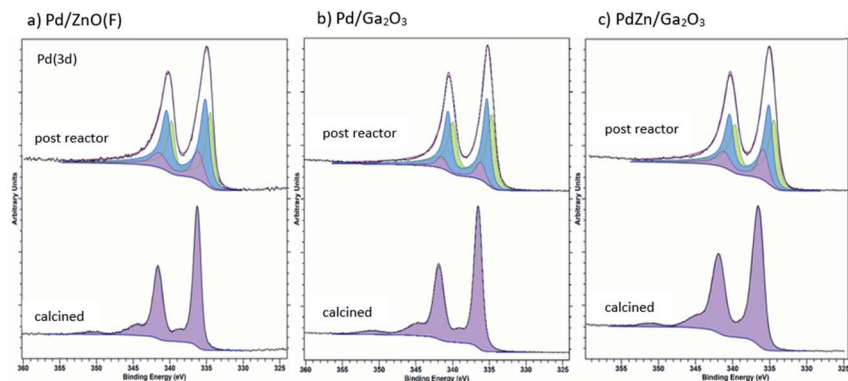 a) Pd/ZnO(F)
b) Pd/Ga₂O₃
c) PdZn/Ga₂O₃
Pd(3d)
post reactor
post reactor
post reactor
calcined
calcined
calcined
Arbitrary Units
Arbitrary Units
Arbitrary Units
360 355 350 345 340 335 330 325
360 355 350 345 340 335 330 325
355 350 345 340 335 330 325
Binding Energy (eV)
Binding Energy (eV)
Binding Energy (eV)